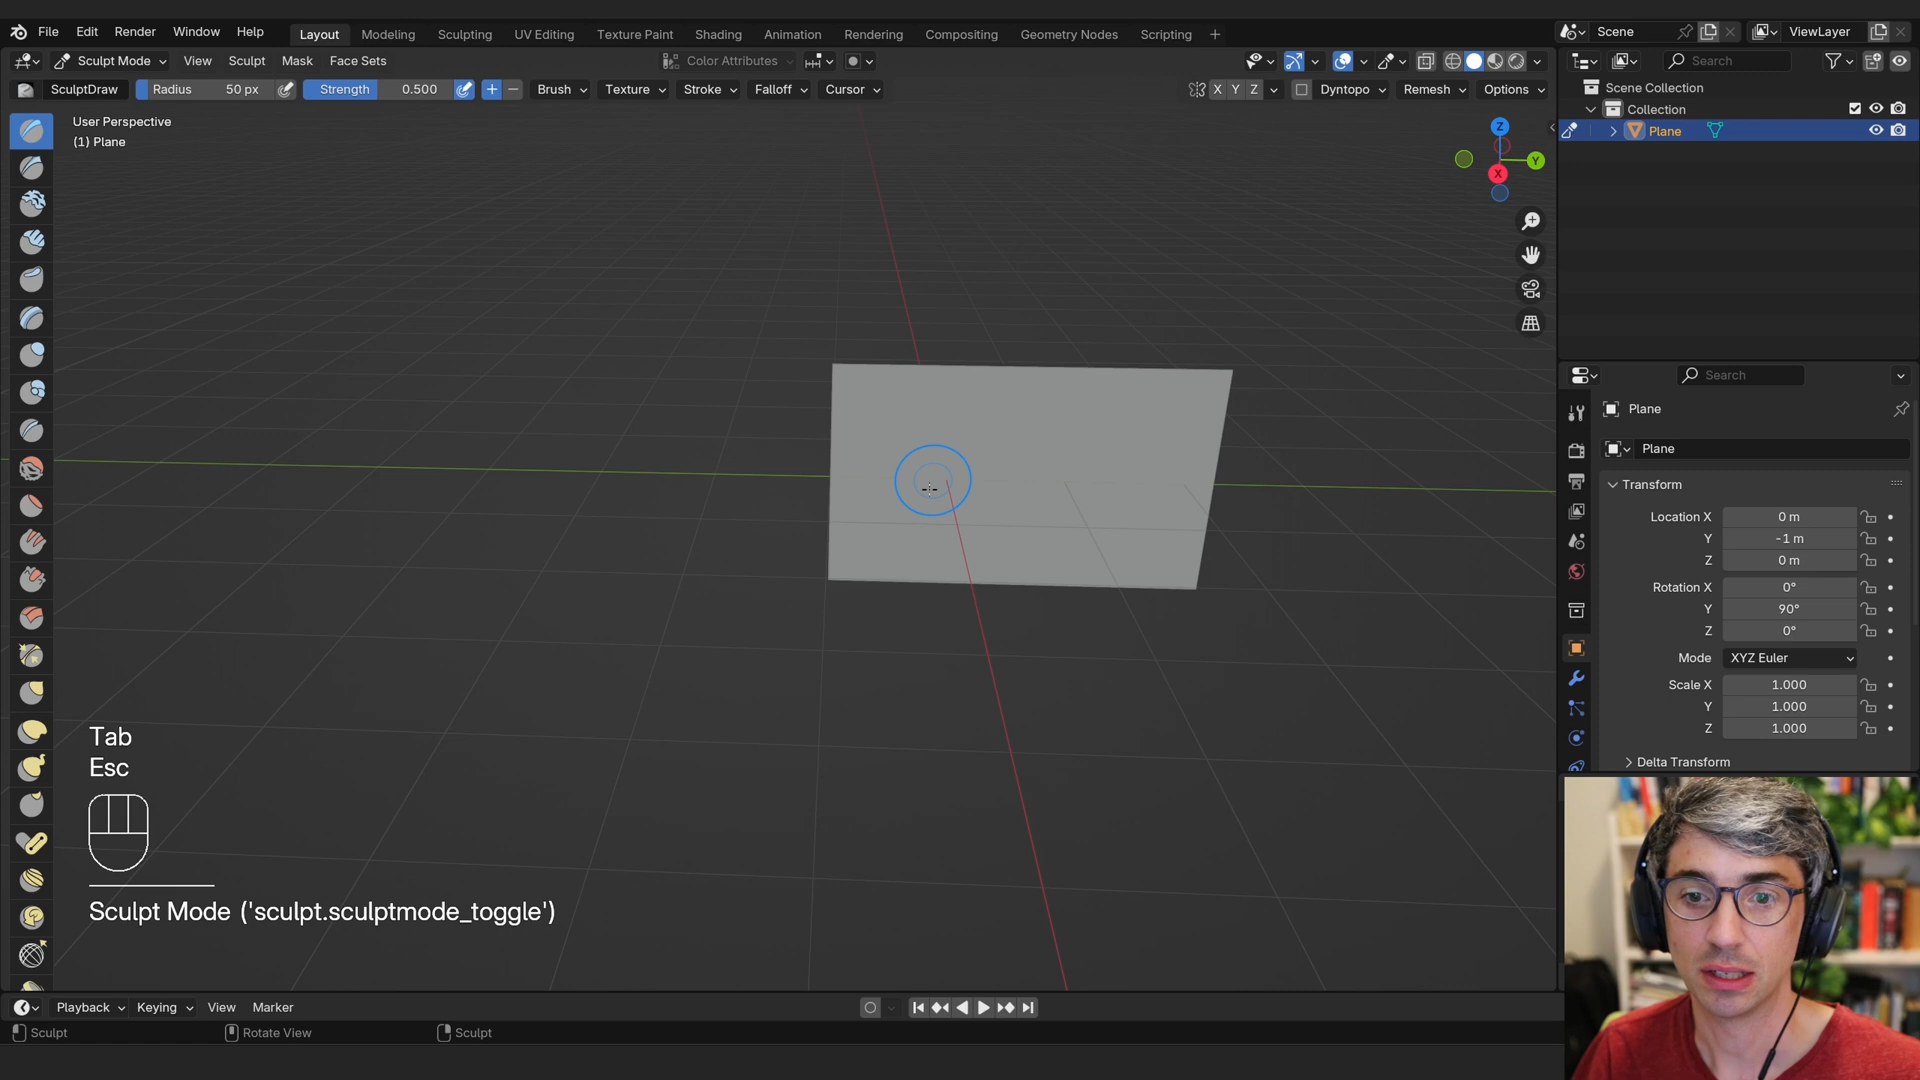 File Edit Render Window Help Layout Modeling Sculpting UV Editing Texture Paint Shading Animation Rendering Compositing Geometry Nodes Scripting + Scene ViewLayer
Sculpt Mode View Sculpt Mask Face Sets Color Attributes Search
SculptDraw Radius 50 px Strength 0.500 Brush Texture Stroke Falloff Cursor X Y Z Dyntopo Remesh Options
Scene Collection
Collection
Plane
User Perspective
(1) Plane
Z
Y
X
Search
Plane
Plane
Transform
Location X 0 m
Y -1 m
Z 0 m
Rotation X 0°
Y 90°
Z 0°
Mode XYZ Euler
Scale X 1.000
Y 1.000
Z 1.000
Delta Transform
Tab
Esc
Sculpt Mode ('sculpt.sculptmode_toggle')
Playback Keying View Marker
Sculpt Rotate View Sculpt